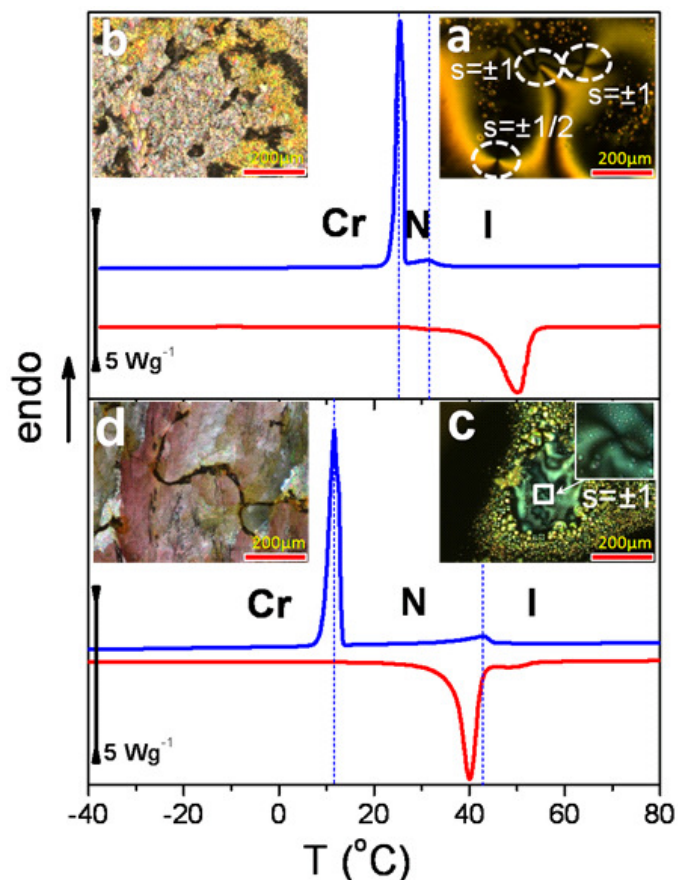 b
200μm
a
s=±1
s=±1
s=±1/2
200μm
Cr N I
5 Wg⁻¹
endo
d
200μm
c
s=±1
200μm
Cr N I
5 Wg⁻¹
-40 -20 0 20 40 60 80
T (°C)